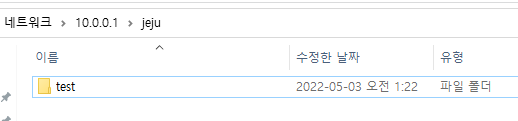 네트워크 > 10.0.0.1 > jeju
이름 수정한 날짜 유형
test 2022-05-03 오전 1:22 파일 폴더